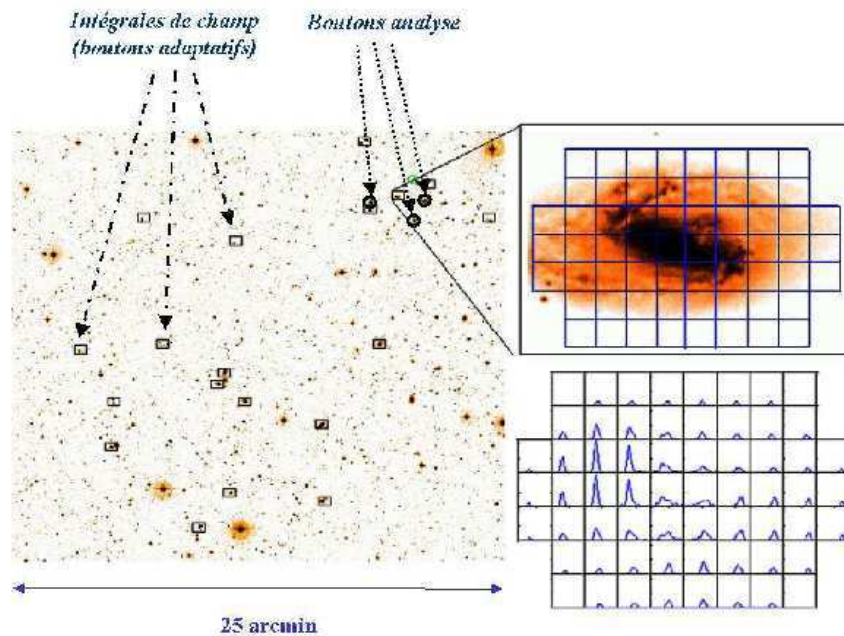 Intégrales de champ
(boutons adaptatifs)
Boutons analyse
25 arcmin